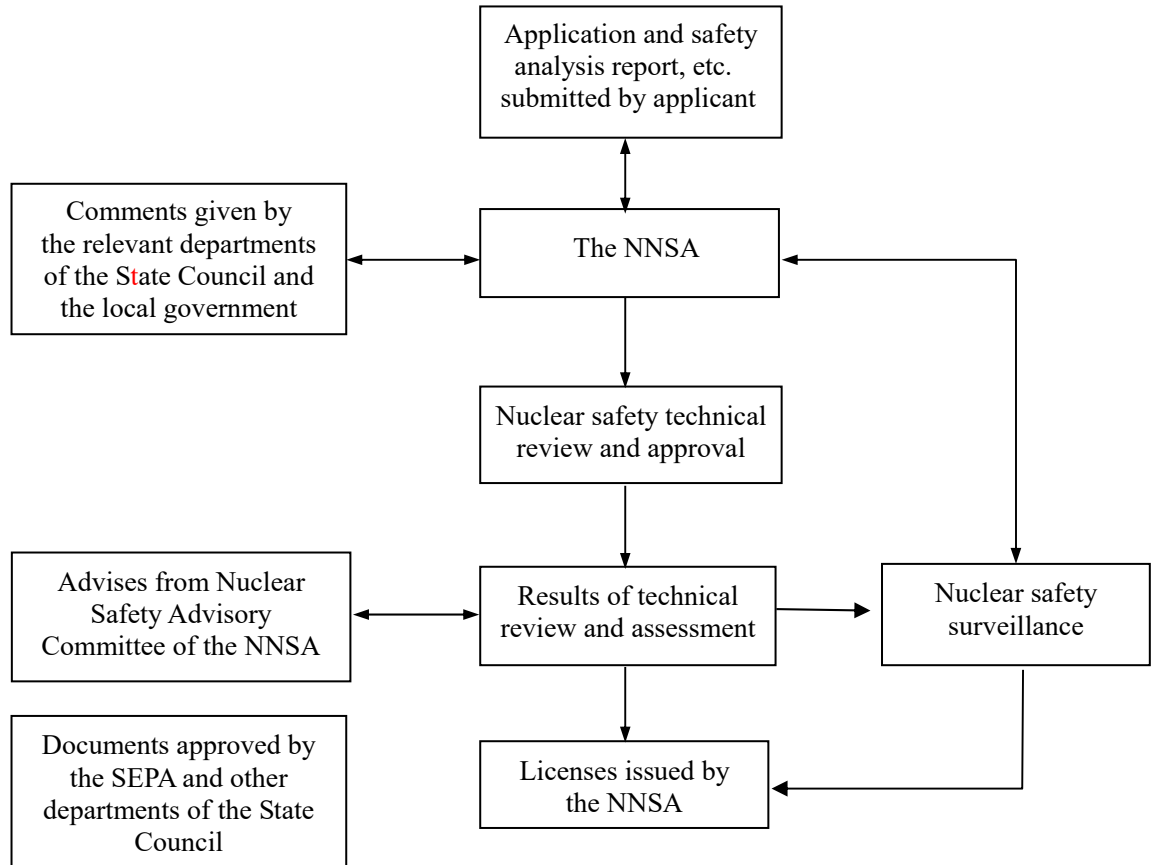 Application and safety
analysis report, etc.
submitted by applicant
Comments given by
the relevant departments
of the State Council and
the local government
The NNSA
Nuclear safety technical
review and approval
Advises from Nuclear
Safety Advisory
Committee of the NNSA
Results of technical
review and assessment
Nuclear safety
surveillance
Documents approved by
the SEPA and other
departments of the State
Council
Licenses issued by
the NNSA